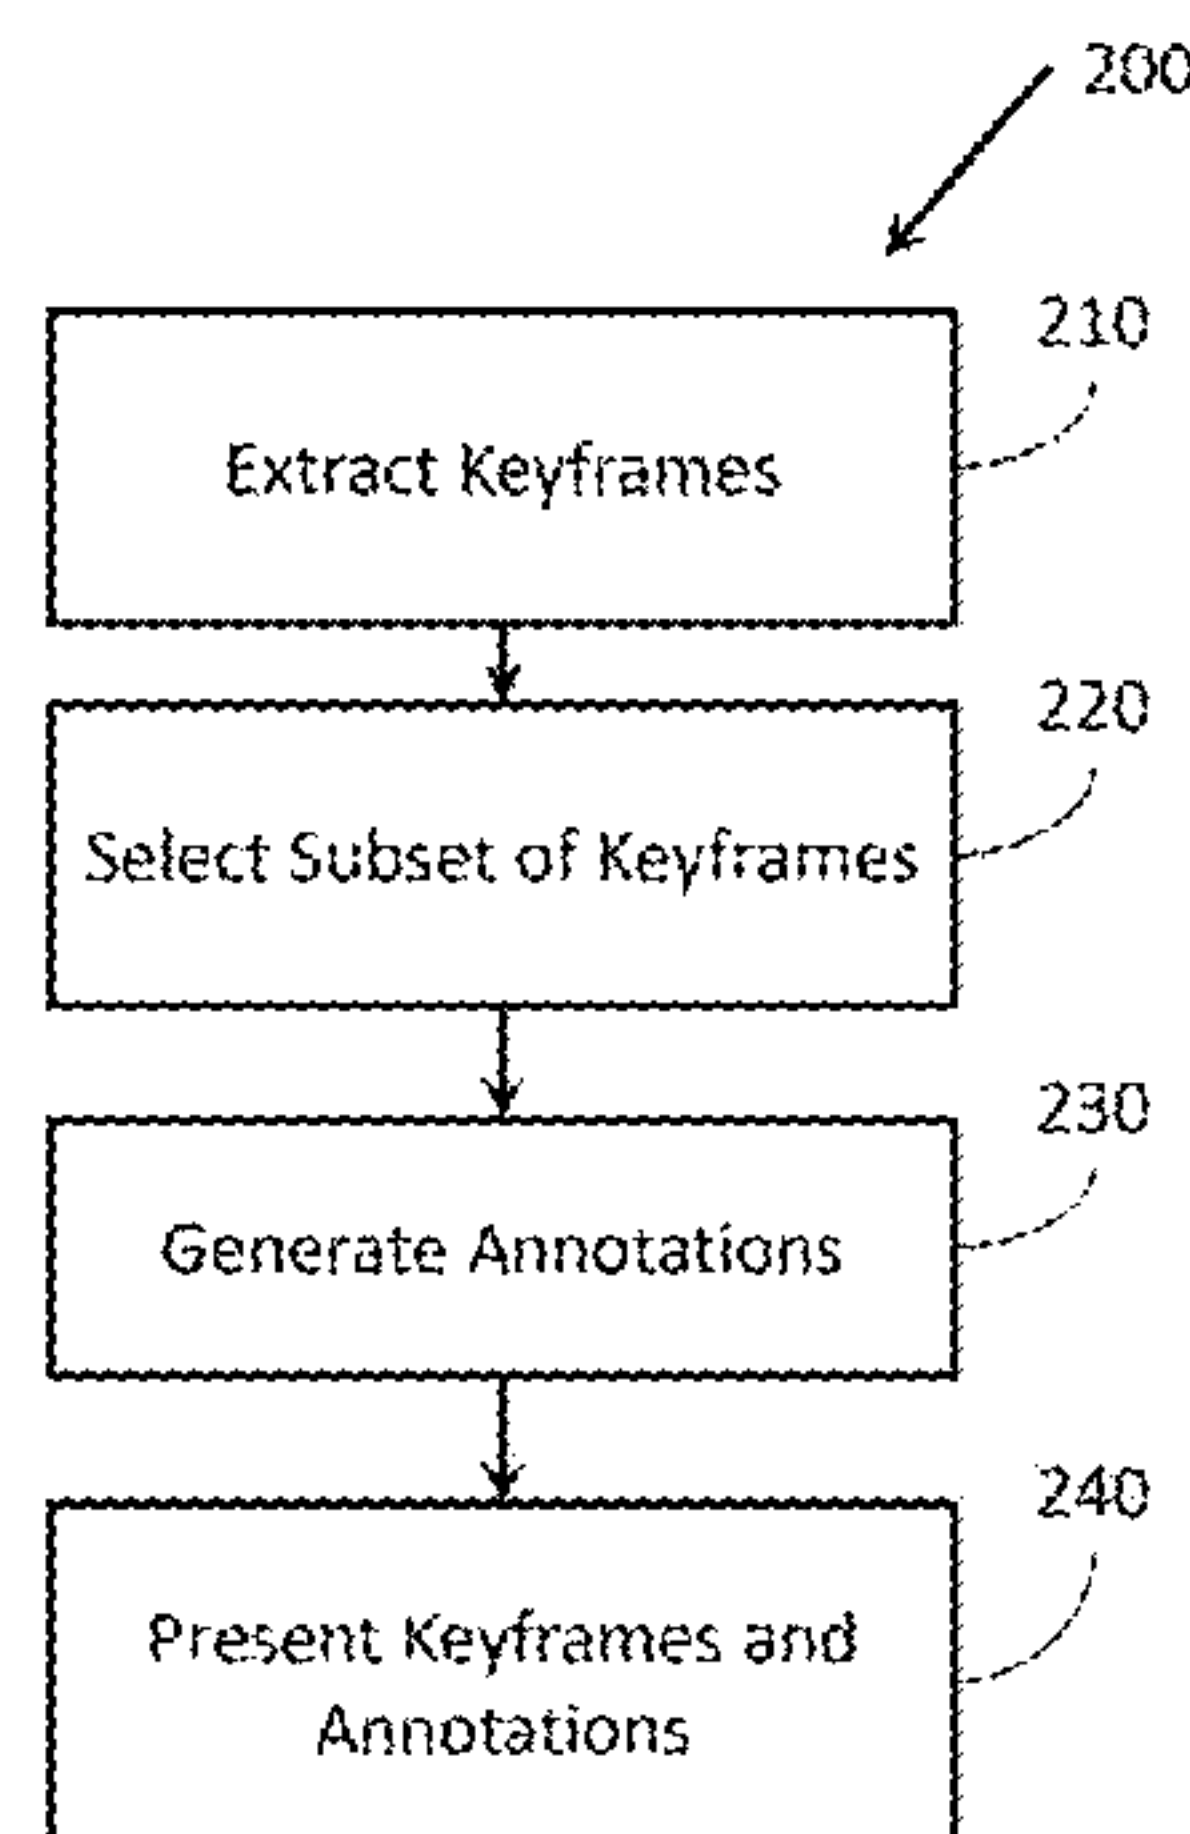 200
210
Extract Keyframes
220
Select Subset of Keyframes
230
Generate Annotations
240
Present Keyframes and
Annotations